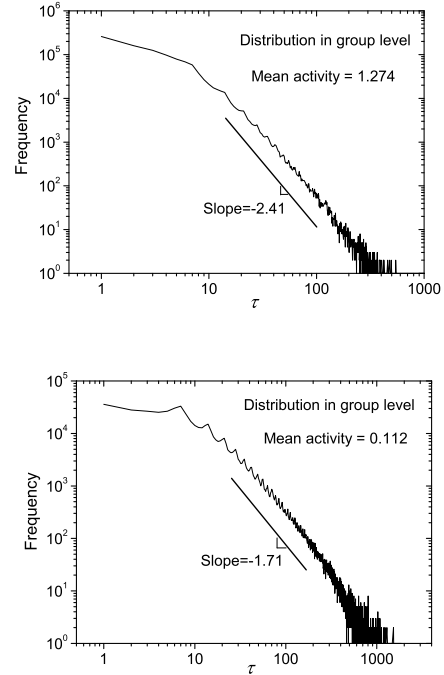 10^6
Distribution in group level
10^5
Mean activity = 1.274
10^4
Frequency
10^3
10^2
Slope=-2.41
10^1
10^0
1 10 100 1000
τ
10^5
Distribution in group level
10^4
Mean activity = 0.112
10^3
Frequency
10^2
Slope=-1.71
10^1
10^0
1 10 100 1000
τ